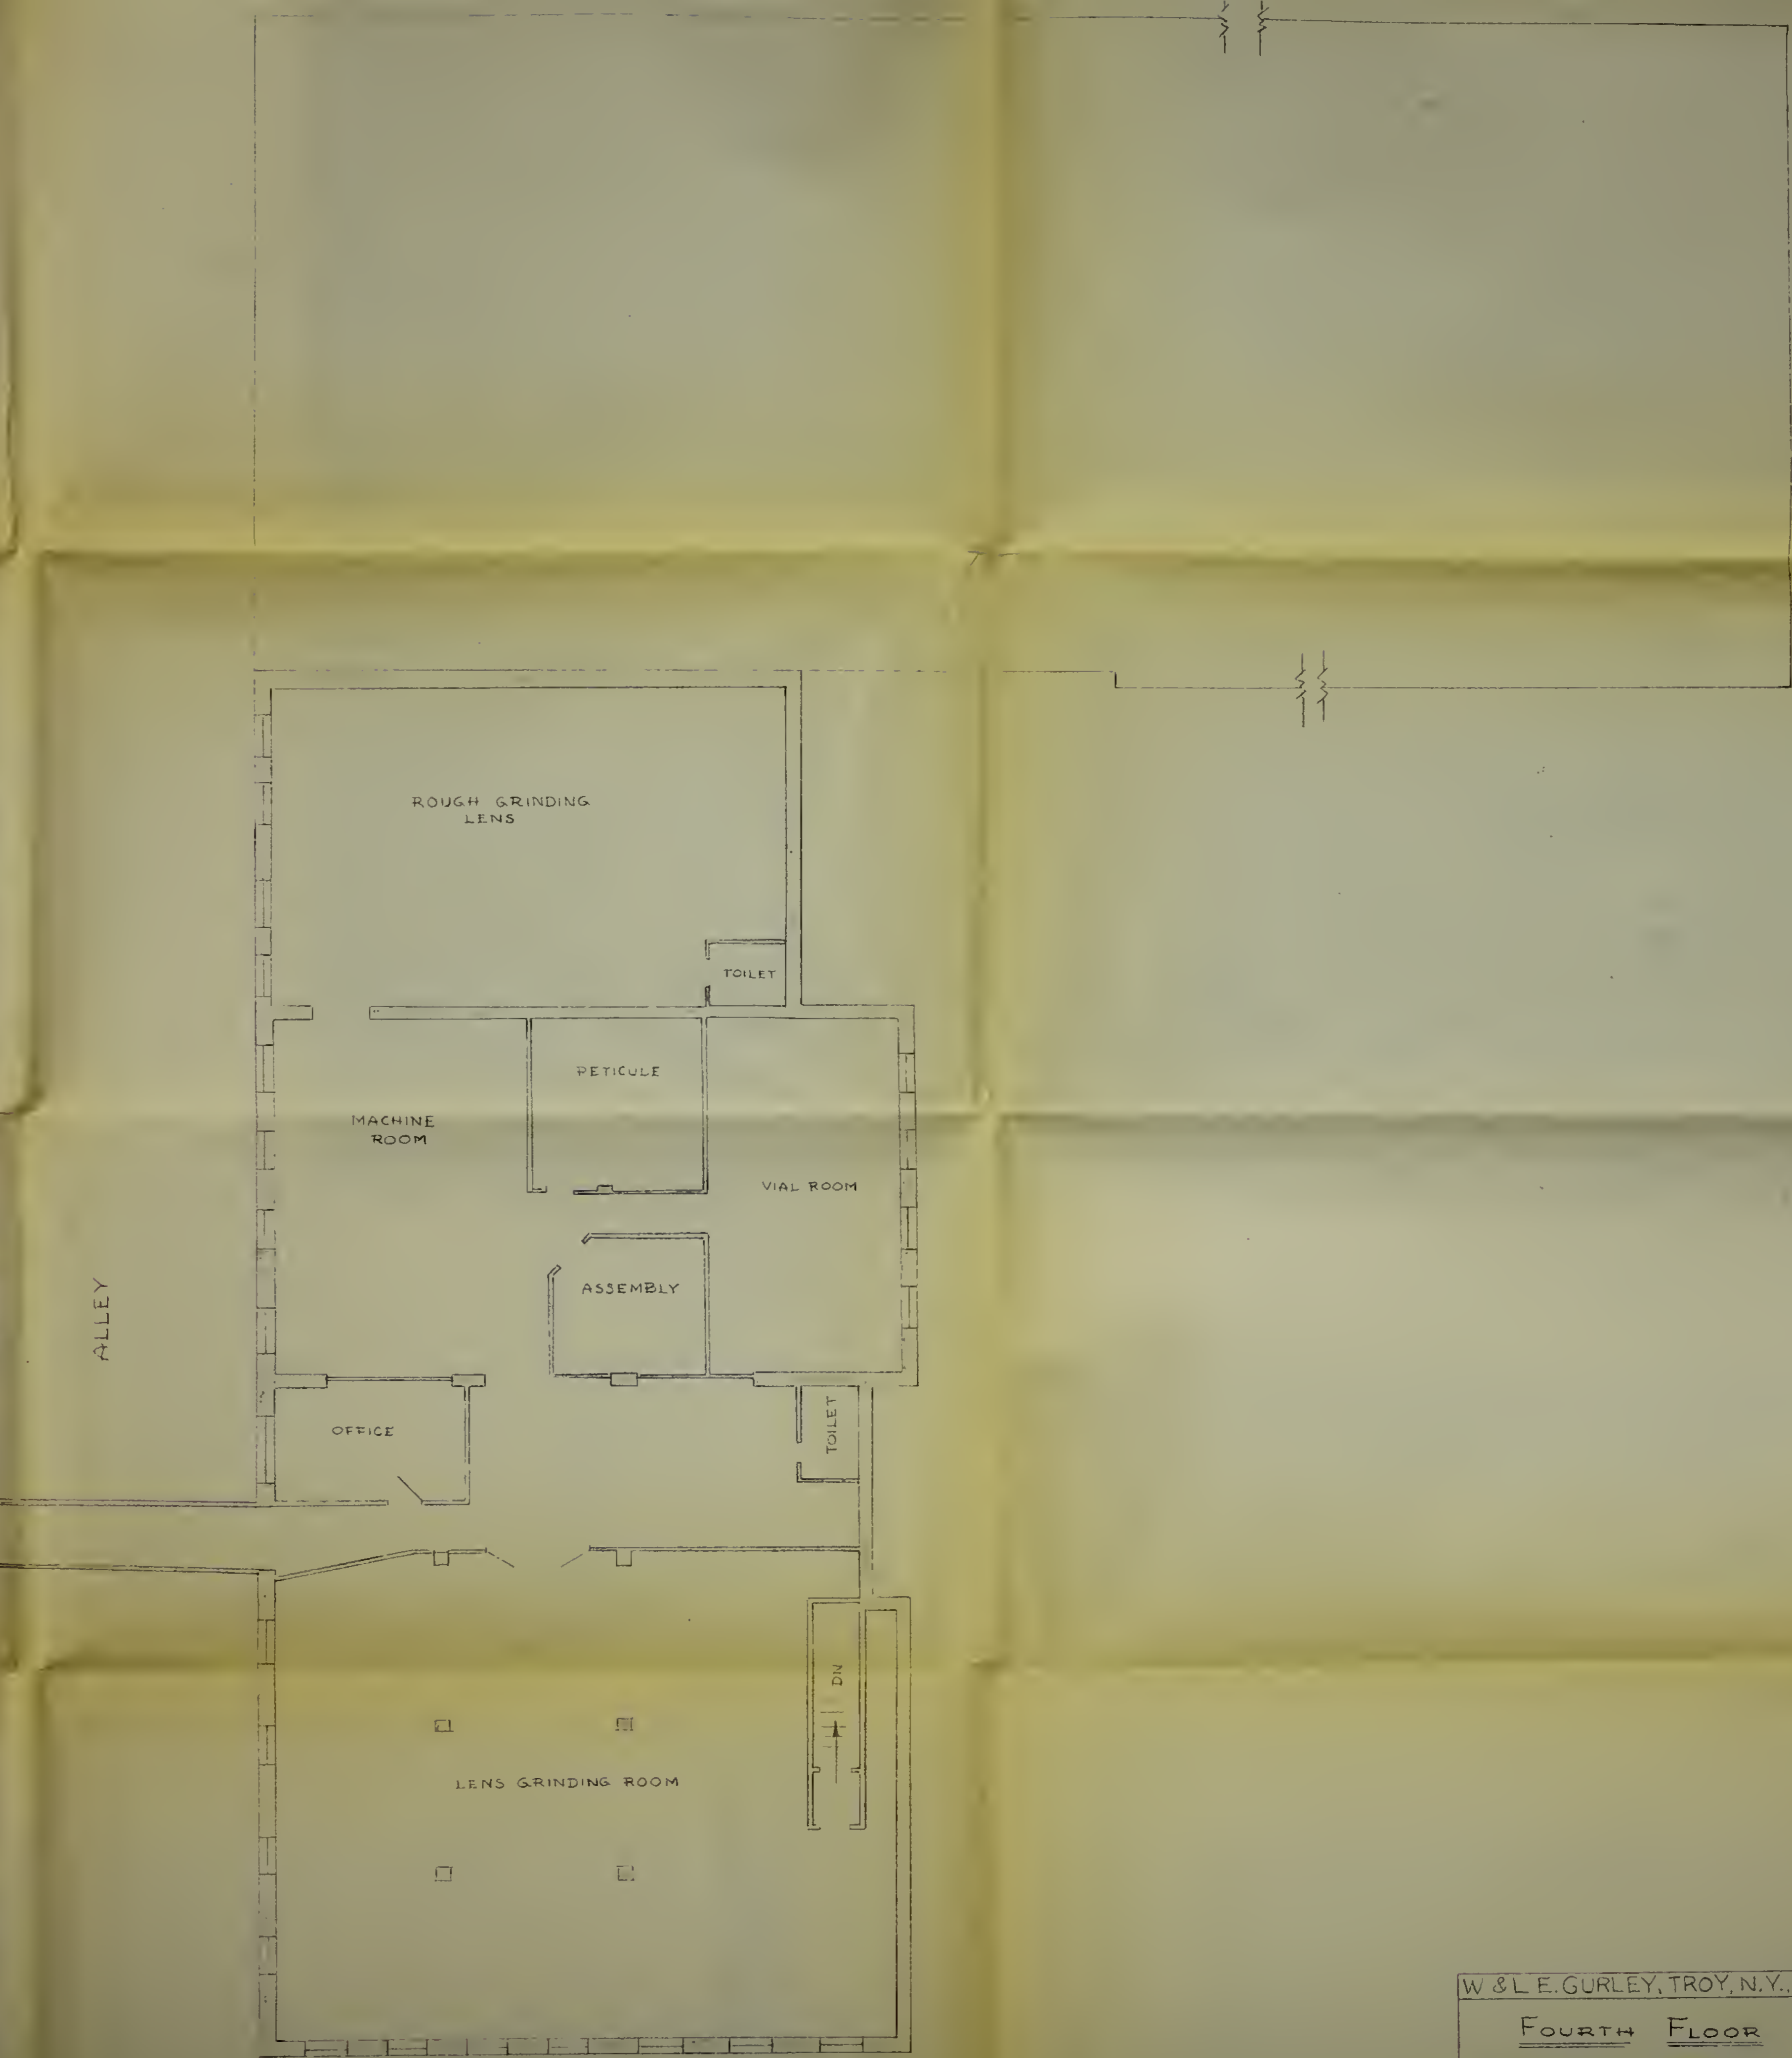 ROUGH GRINDING
LENS
TOILET
RETICULE
MACHINE
ROOM
VIAL ROOM
ASSEMBLY
ALLEY
OFFICE
TOILET
DN
LENS GRINDING ROOM
W & L E. GURLEY, TROY, N.Y.
FOURTH FLOOR